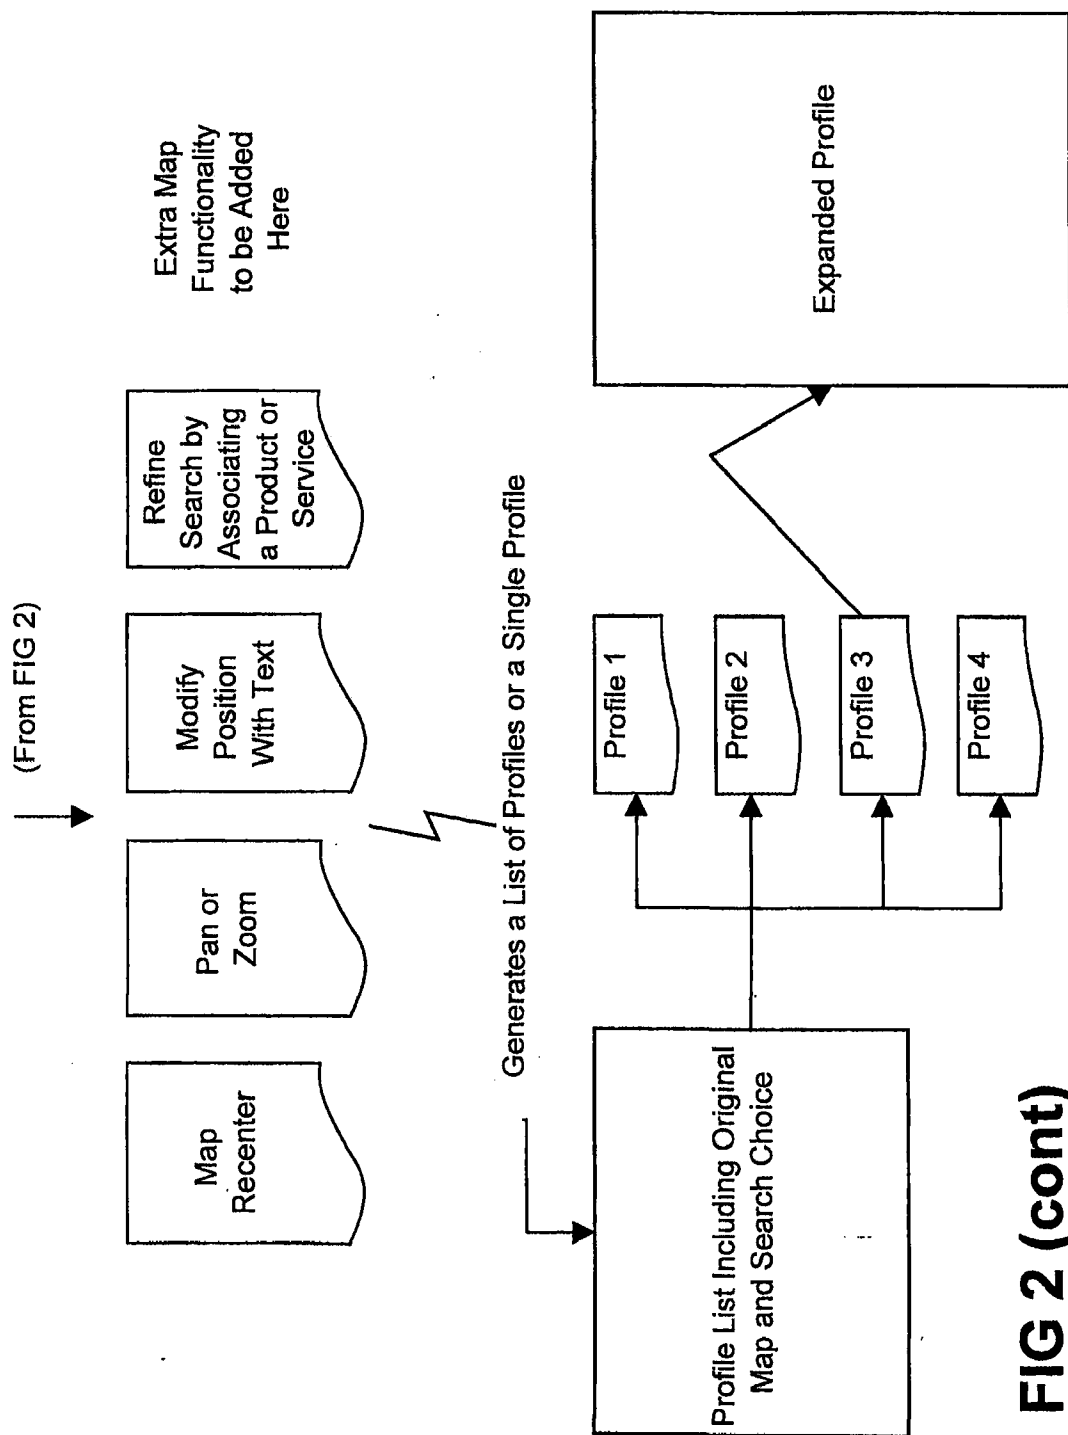 (From FIG 2)
Map
Recenter
Pan or
Zoom
Modify
Position
With Text
Refine
Search by
Associating
a Product or
Service
Extra Map
Functionality
to be Added
Here
Generates a List of Profiles or a Single Profile
Profile List Including Original
Map and Search Choice
Profile 1
Profile 2
Profile 3
Profile 4
Expanded Profile
FIG 2 (cont)